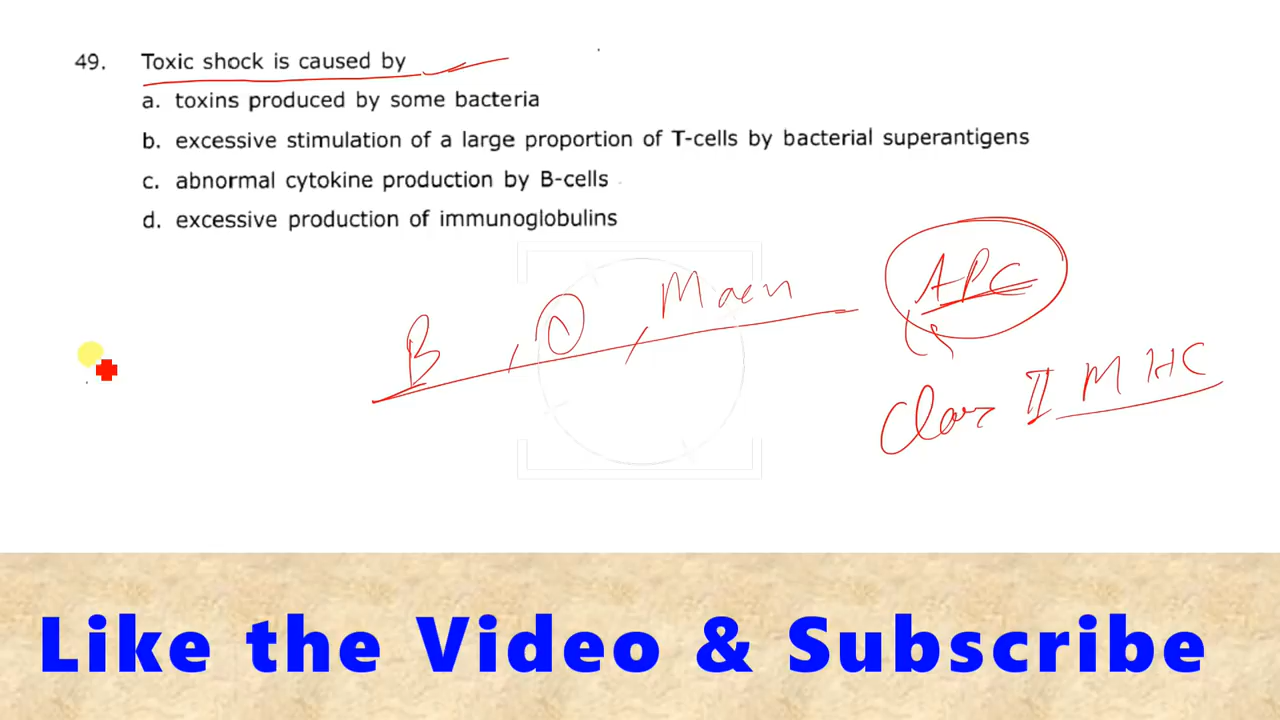 49. Toxic shock is caused by
a. toxins produced by some bacteria
b. excessive stimulation of a large proportion of T-cells by bacterial superantigens
c. abnormal cytokine production by B-cells
d. excessive production of immunoglobulins
APC
B , ,
II MHC
Like the Video & Subscribe